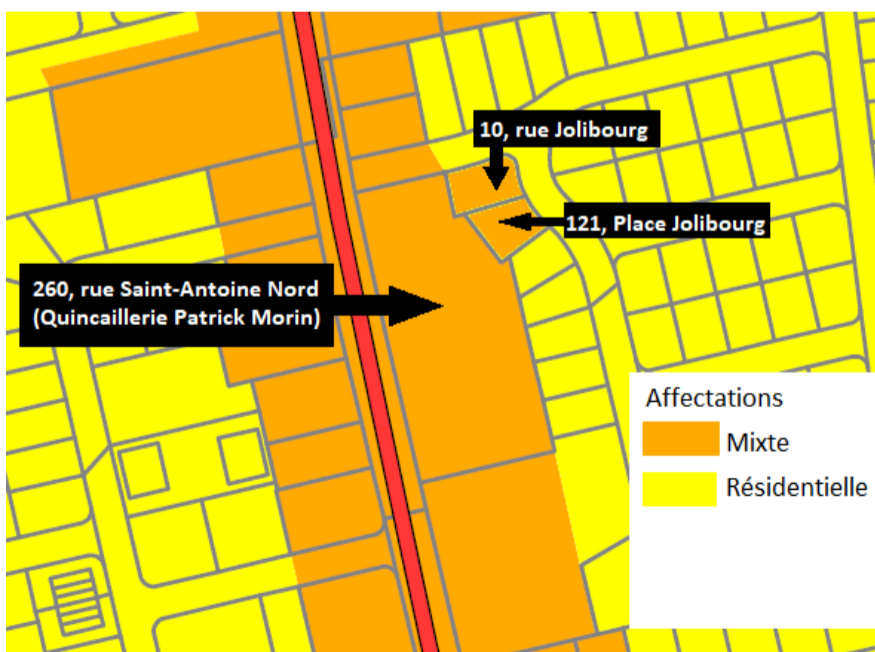 10, rue Jolibourg
121, Place Jolibourg
260, rue Saint-Antoine Nord
(Quincaillerie Patrick Morin)
Affectations
Mixte
Résidentielle